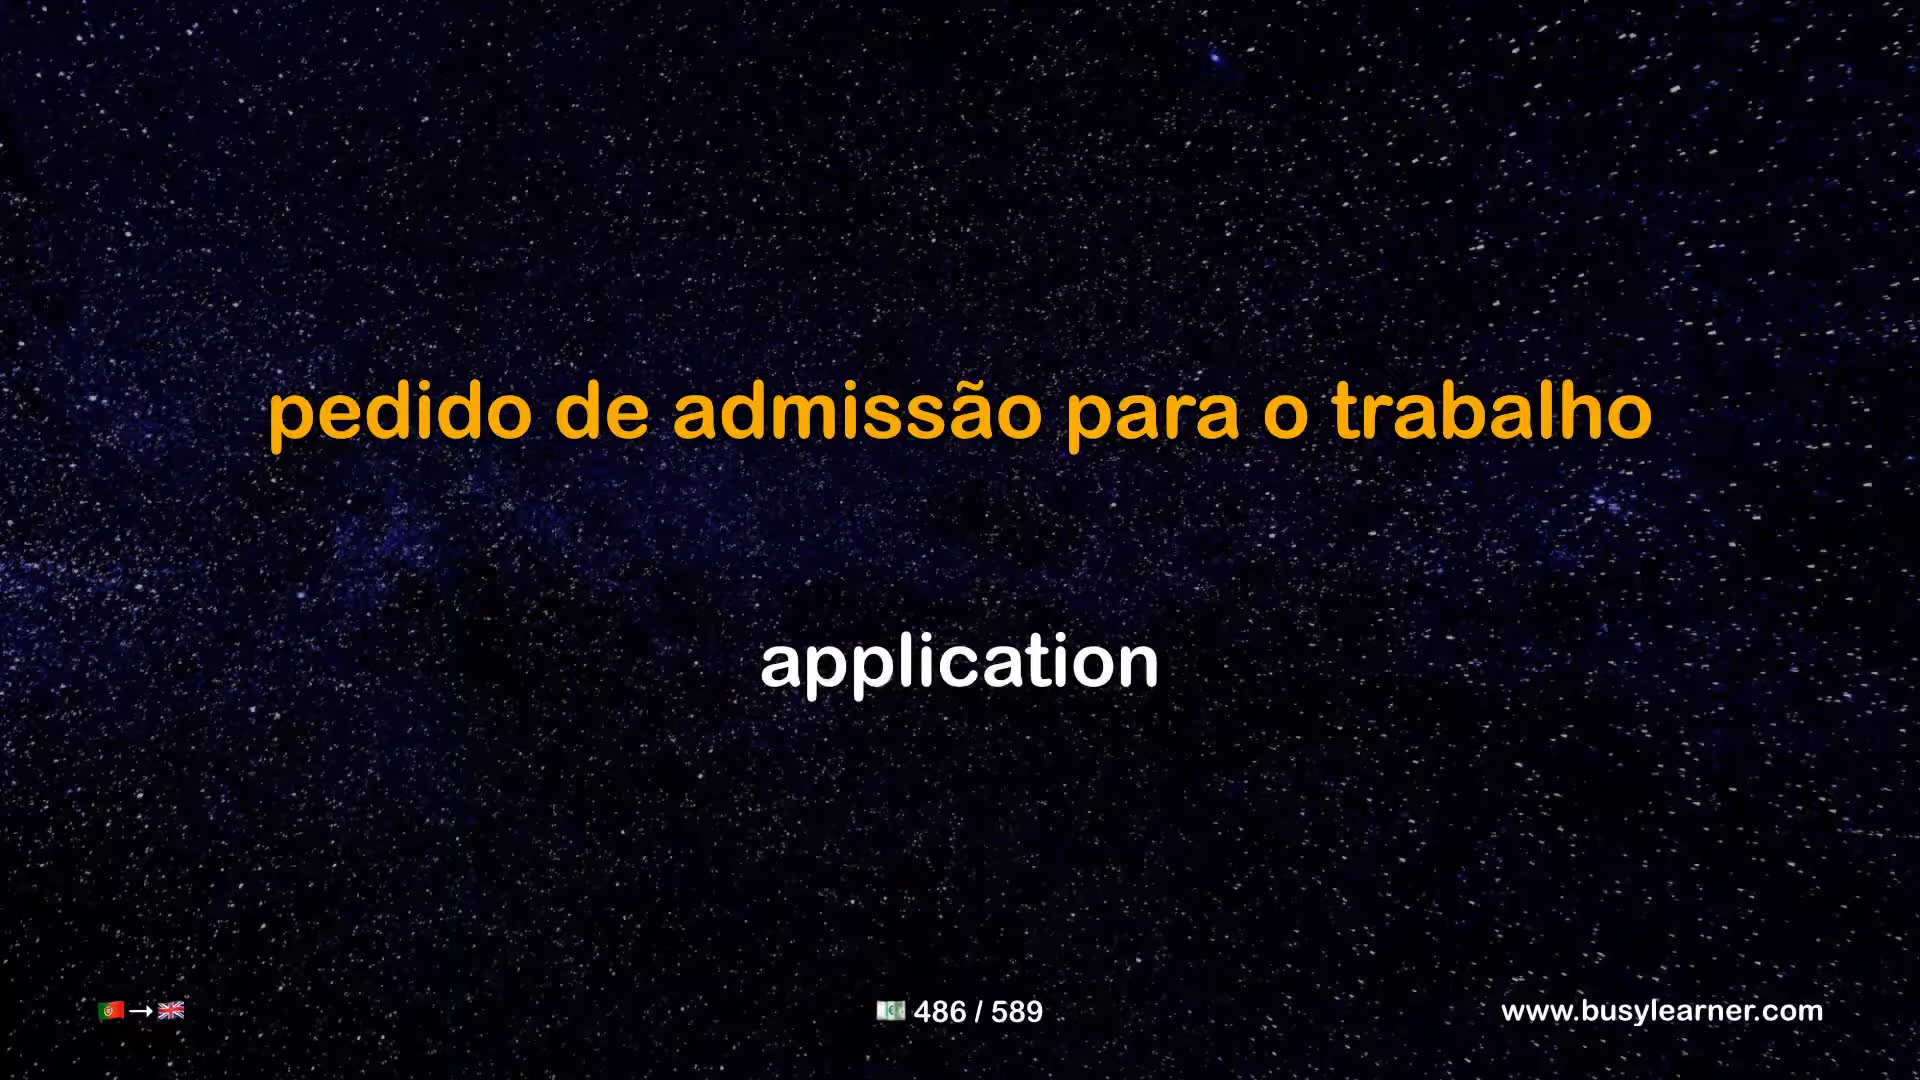 pedido de admissão para o trabalho
application
→
486 / 589
www.busylearner.com